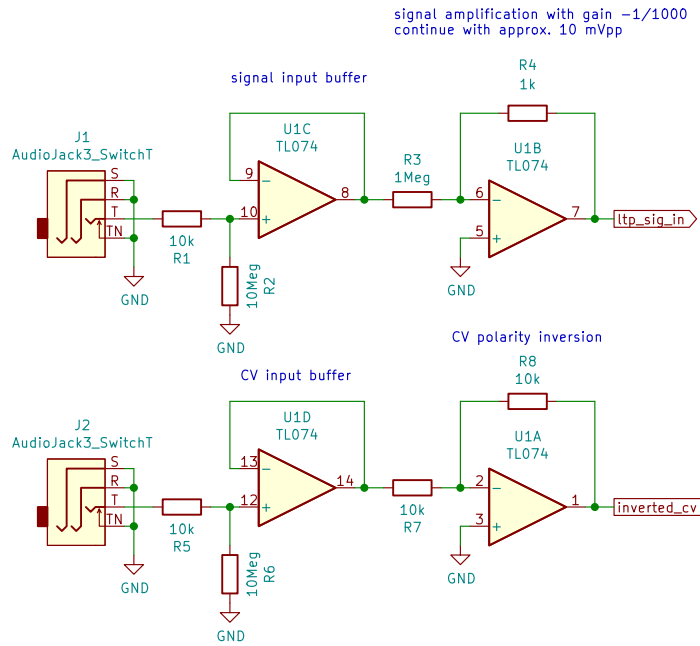 signal amplification with gain -1/1000
continue with approx. 10 mVpp
signal input buffer
R4
1k
J1
AudioJack3_SwitchT
U1C
TL074
U1B
TL074
R3
1Meg
S
R
T
TN
9
10
8
6
5
7
ltp_sig_in
10k
R1
10Meg
R2
GND
GND
GND
CV polarity inversion
R8
10k
CV input buffer
J2
AudioJack3_SwitchT
U1D
TL074
U1A
TL074
S
R
T
TN
13
12
14
2
3
1
inverted_cv
10k
R5
10k
R7
10Meg
R6
GND
GND
GND